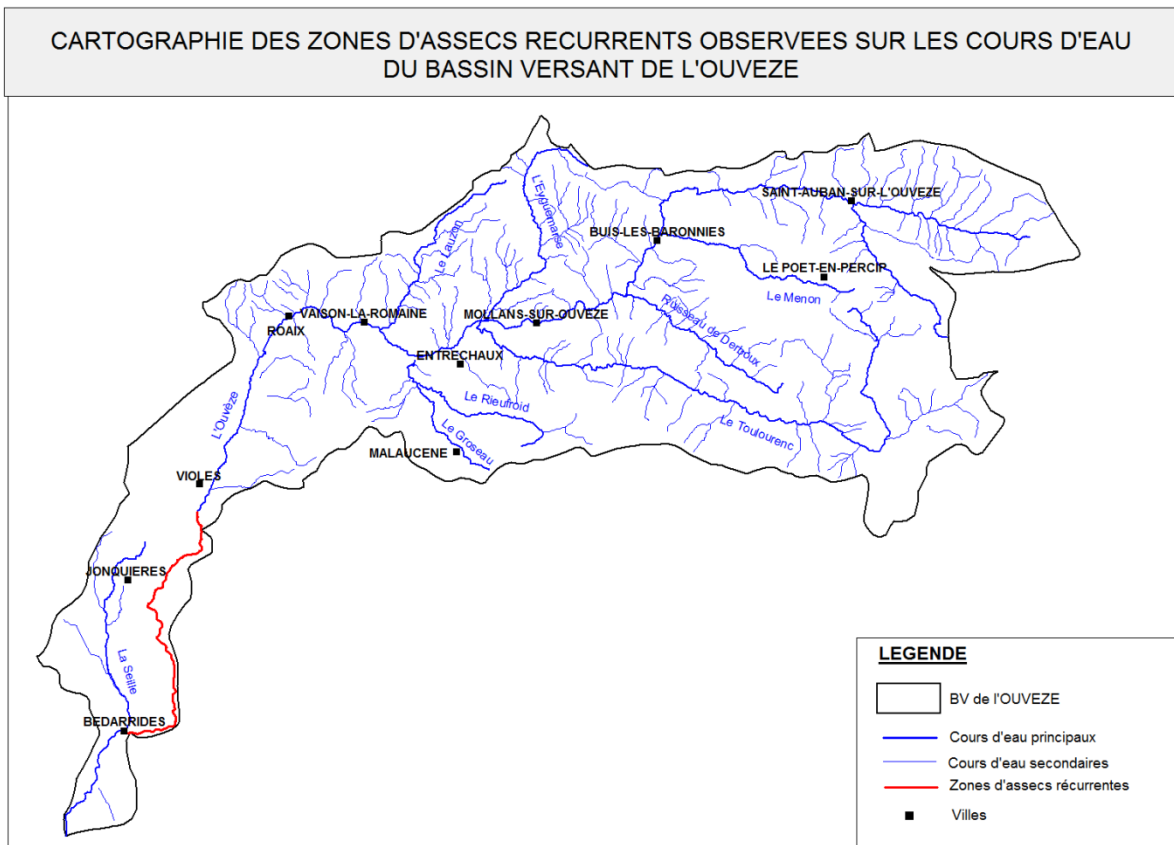 CARTOGRAPHIE DES ZONES D'ASSECS RECURRENTS OBSERVEES SUR LES COURS D'EAU
DU BASSIN VERSANT DE L'OUVEZE
L'Eyguemarse
SAINT-AUBAN-SUR-L'OUVEZE
Le Lauzon
BUIS-LES-BARONNIES
LE POET-EN-PERCIP
Le Menon
VAISON-LA-ROMAINE
MOLLANS-SUR-OUVEZE
ROAIX
Ruisseau de Derboux
ENTRECHAUX
Le Rieufroid
L'Ouvèze
Le Toulourenc
Le Groseau
MALAUCENE
VIOLES
JONQUIERES
La Seille
BEDARRIDES
LEGENDE
BV de l'OUVEZE
Cours d'eau principaux
Cours d'eau secondaires
Zones d'assecs récurrentes
Villes